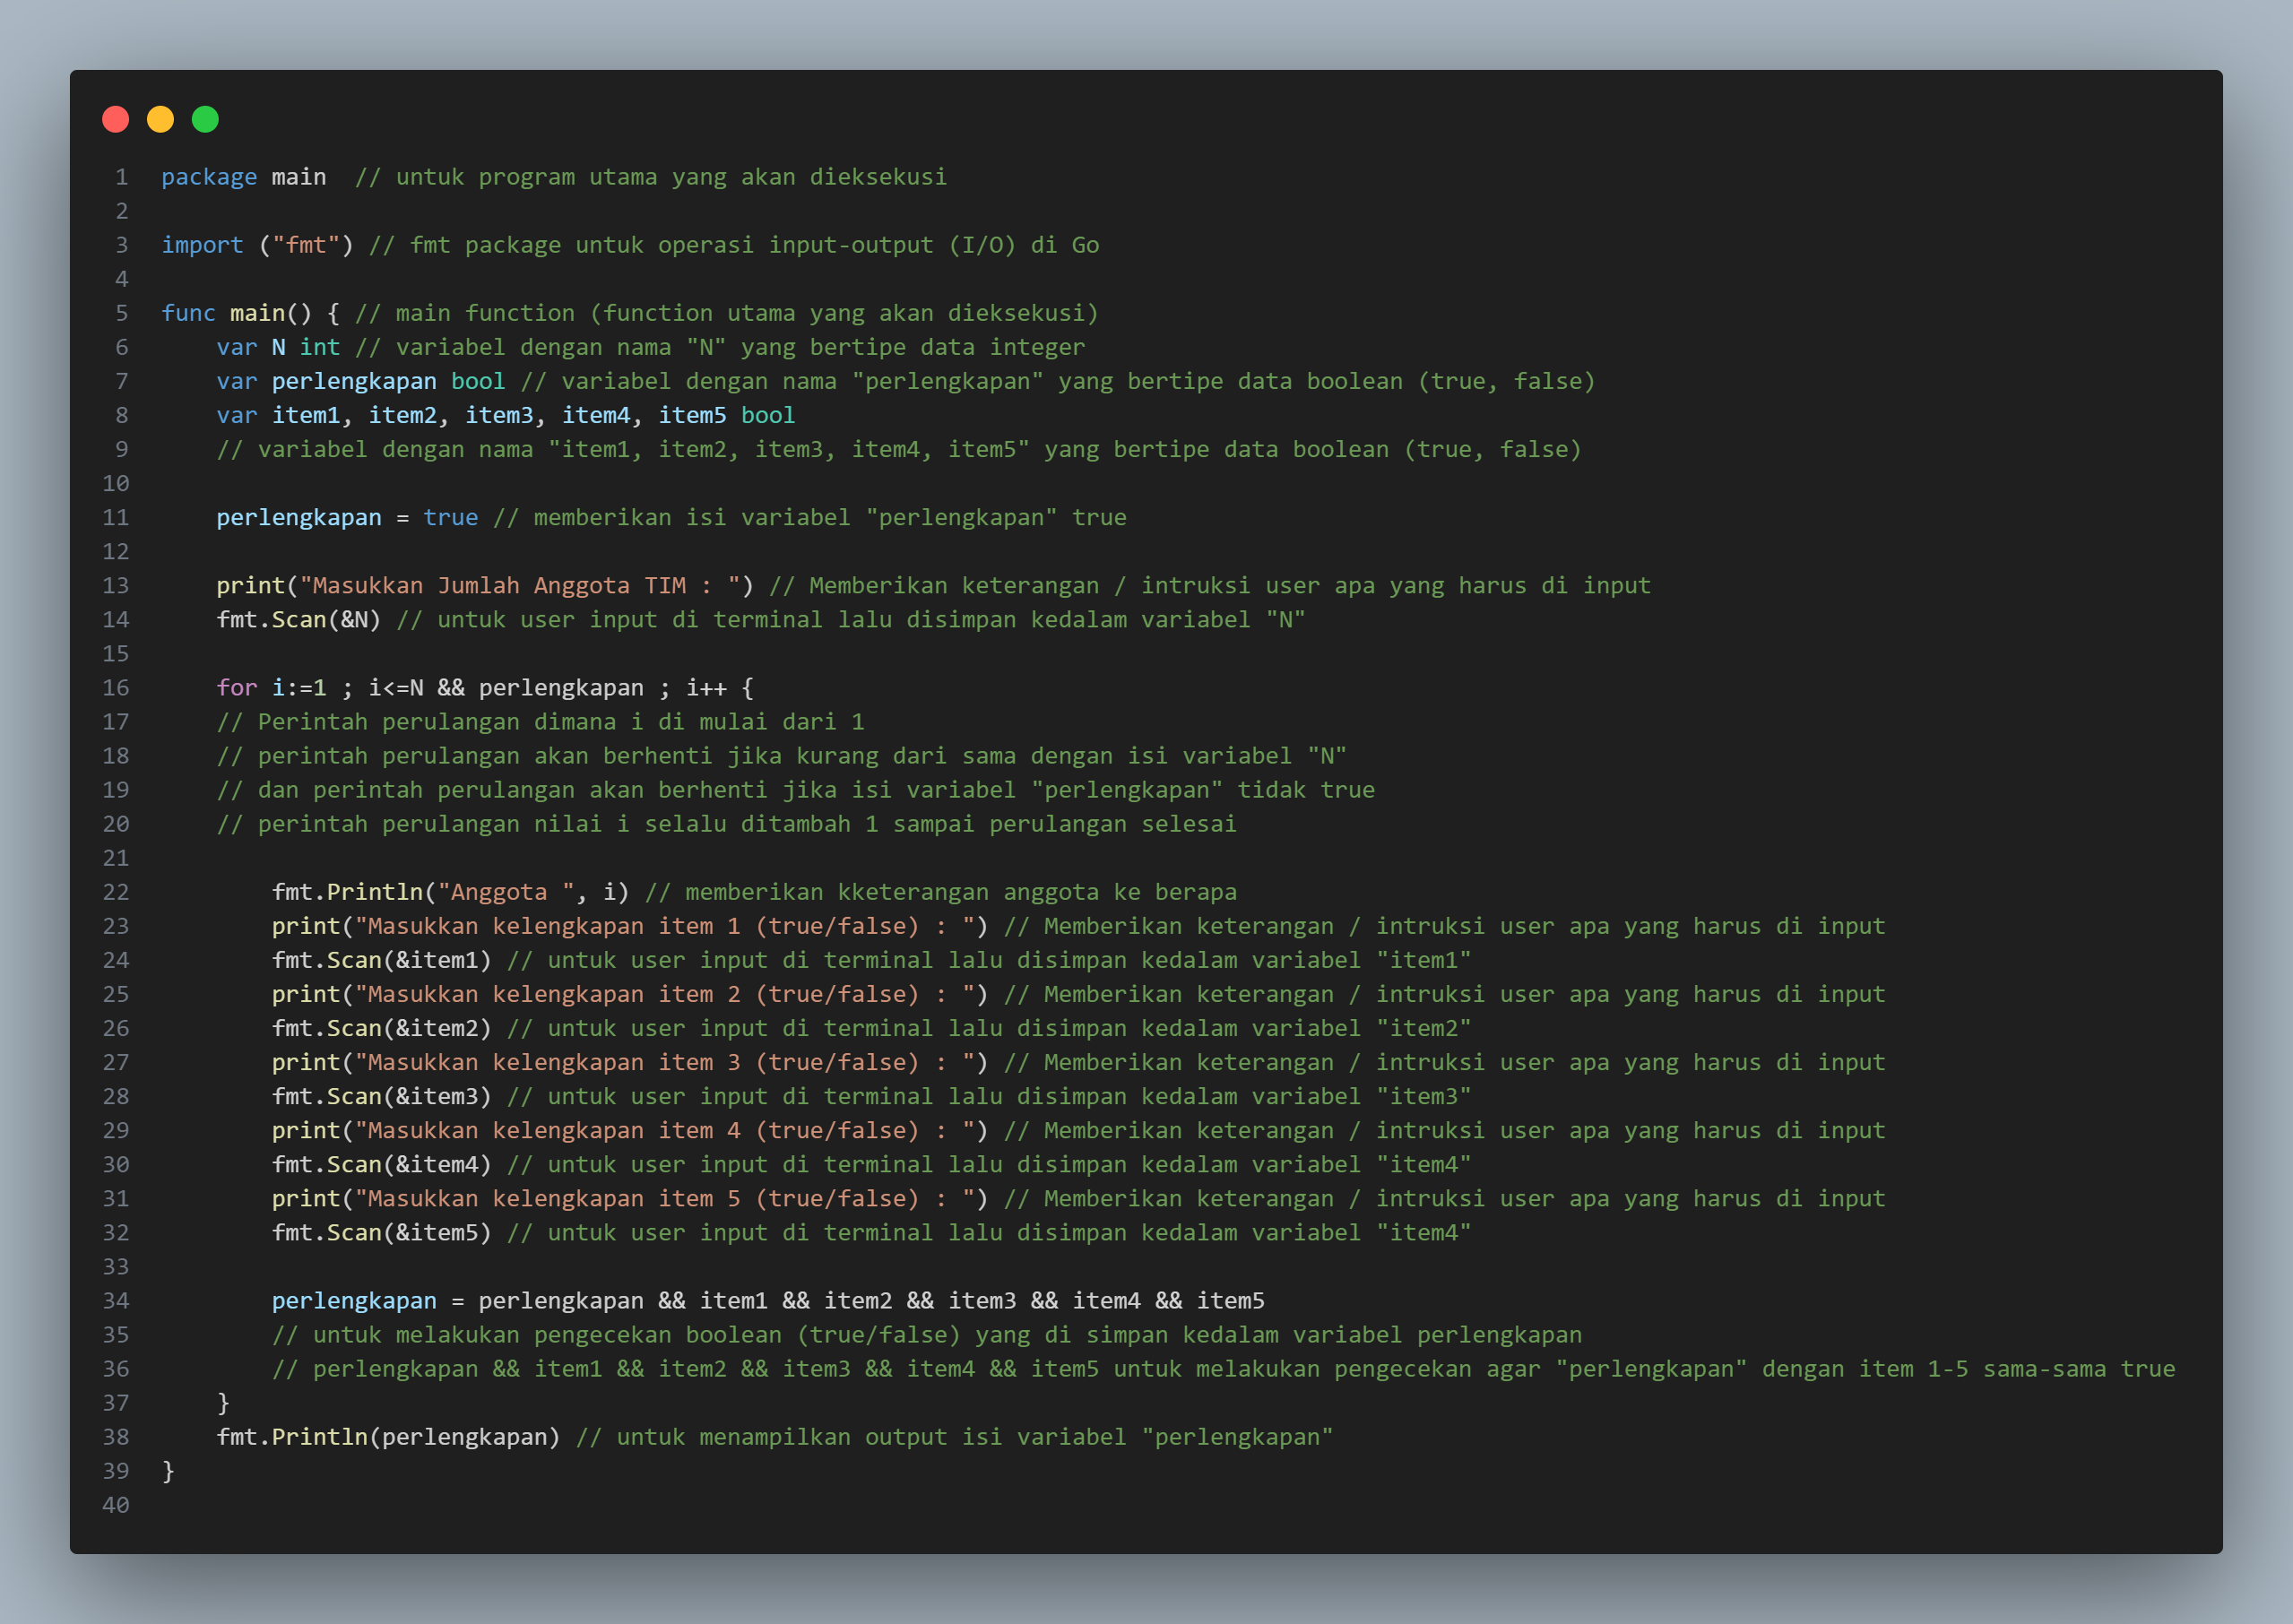 1 package main  // untuk program utama yang akan dieksekusi
2
3 import ("fmt") // fmt package untuk operasi input-output (I/O) di Go
4
5 func main() { // main function (function utama yang akan dieksekusi)
6     var N int // variabel dengan nama "N" yang bertipe data integer
7     var perlengkapan bool // variabel dengan nama "perlengkapan" yang bertipe data boolean (true, false)
8     var item1, item2, item3, item4, item5 bool
9     // variabel dengan nama "item1, item2, item3, item4, item5" yang bertipe data boolean (true, false)
10
11     perlengkapan = true // memberikan isi variabel "perlengkapan" true
12
13     print("Masukkan Jumlah Anggota TIM : ") // Memberikan keterangan / intruksi user apa yang harus di input
14     fmt.Scan(&N) // untuk user input di terminal lalu disimpan kedalam variabel "N"
15
16     for i:=1 ; i<=N && perlengkapan ; i++ {
17     // Perintah perulangan dimana i di mulai dari 1
18     // perintah perulangan akan berhenti jika kurang dari sama dengan isi variabel "N"
19     // dan perintah perulangan akan berhenti jika isi variabel "perlengkapan" tidak true
20     // perintah perulangan nilai i selalu ditambah 1 sampai perulangan selesai
21
22         fmt.Println("Anggota ", i) // memberikan kketerangan anggota ke berapa
23         print("Masukkan kelengkapan item 1 (true/false) : ") // Memberikan keterangan / intruksi user apa yang harus di input
24         fmt.Scan(&item1) // untuk user input di terminal lalu disimpan kedalam variabel "item1"
25         print("Masukkan kelengkapan item 2 (true/false) : ") // Memberikan keterangan / intruksi user apa yang harus di input
26         fmt.Scan(&item2) // untuk user input di terminal lalu disimpan kedalam variabel "item2"
27         print("Masukkan kelengkapan item 3 (true/false) : ") // Memberikan keterangan / intruksi user apa yang harus di input
28         fmt.Scan(&item3) // untuk user input di terminal lalu disimpan kedalam variabel "item3"
29         print("Masukkan kelengkapan item 4 (true/false) : ") // Memberikan keterangan / intruksi user apa yang harus di input
30         fmt.Scan(&item4) // untuk user input di terminal lalu disimpan kedalam variabel "item4"
31         print("Masukkan kelengkapan item 5 (true/false) : ") // Memberikan keterangan / intruksi user apa yang harus di input
32         fmt.Scan(&item5) // untuk user input di terminal lalu disimpan kedalam variabel "item4"
33
34         perlengkapan = perlengkapan && item1 && item2 && item3 && item4 && item5
35         // untuk melakukan pengecekan boolean (true/false) yang di simpan kedalam variabel perlengkapan
36         // perlengkapan && item1 && item2 && item3 && item4 && item5 untuk melakukan pengecekan agar "perlengkapan" dengan item 1-5 sama-sama true
37     }
38     fmt.Println(perlengkapan) // untuk menampilkan output isi variabel "perlengkapan"
39 }
40